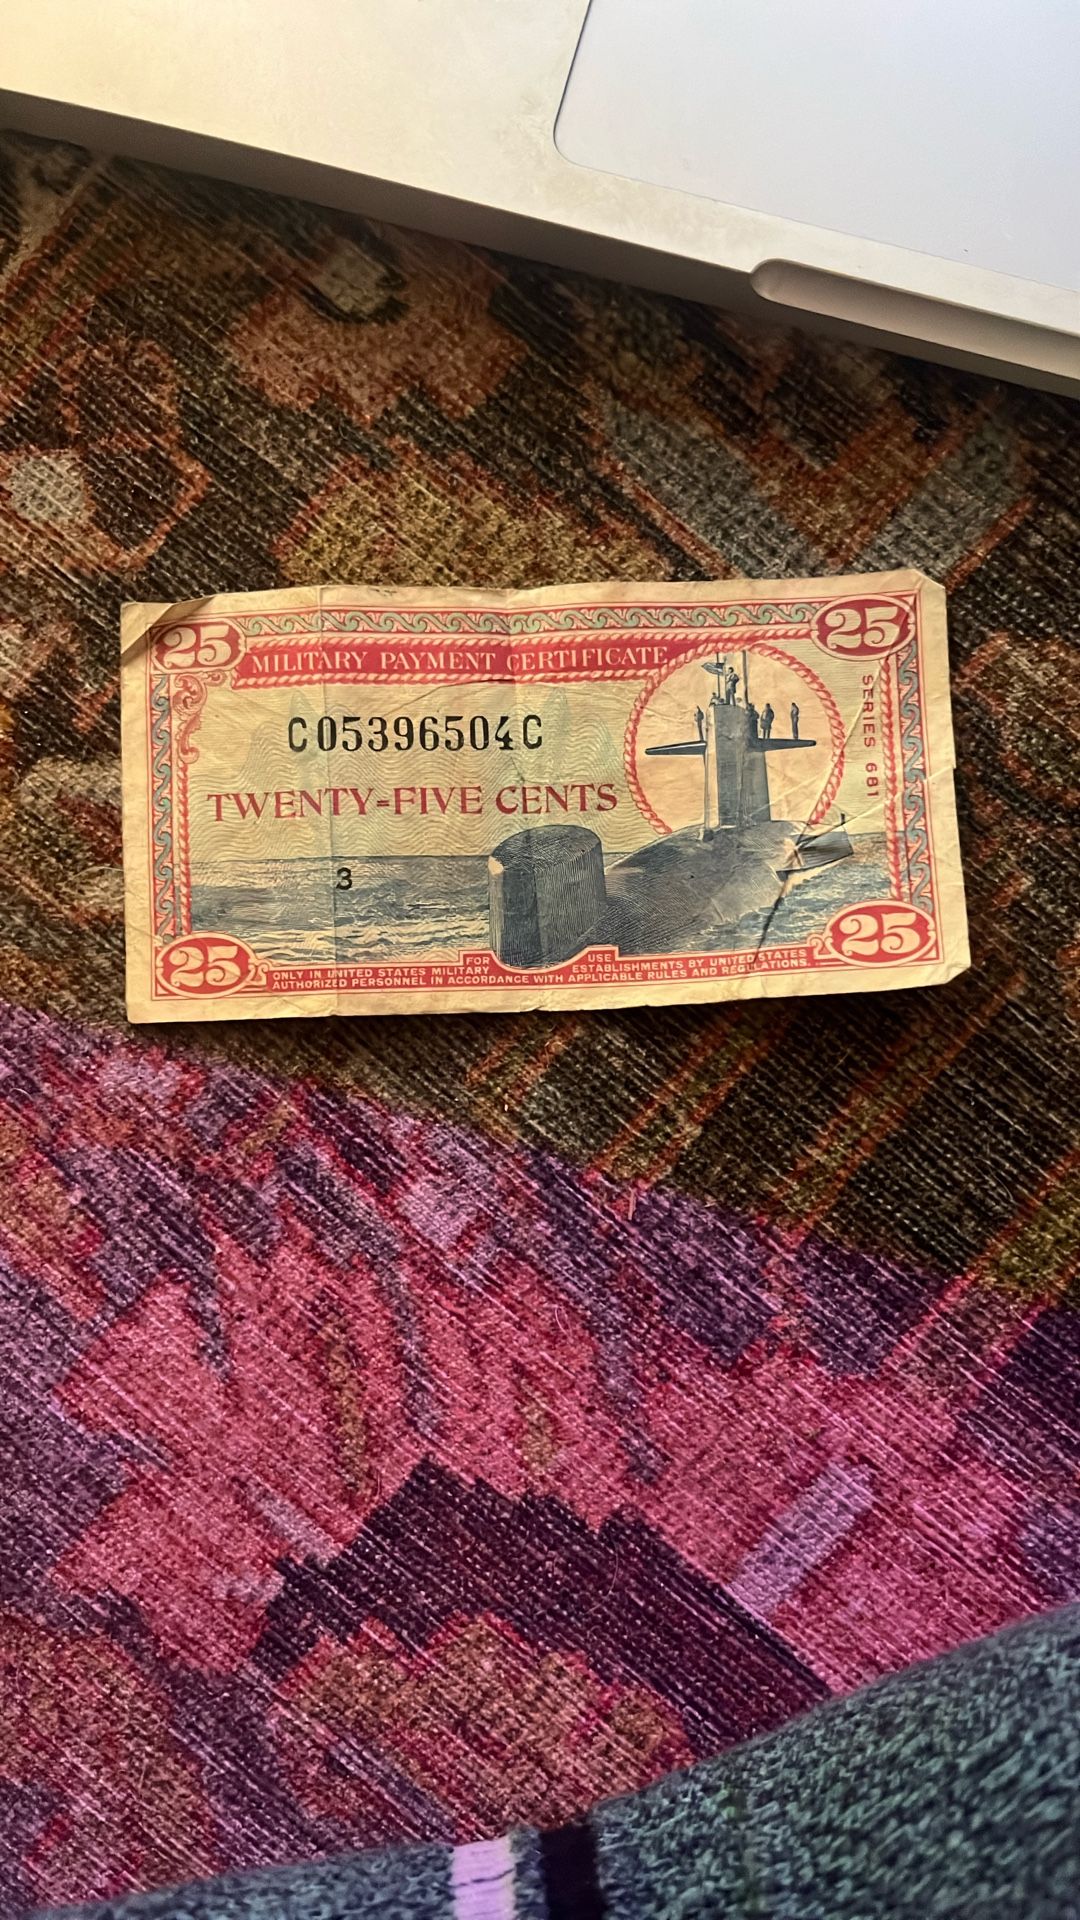 25 MILITARY PAYMENT CERTIFICATE 25
C05396504C
SERIES 681
TWENTY-FIVE CENTS
3
25 FOR USE 25
ONLY IN UNITED STATES MILITARY ESTABLISHMENTS BY UNITED STATES
AUTHORIZED PERSONNEL IN ACCORDANCE WITH APPLICABLE RULES AND REGULATIONS.